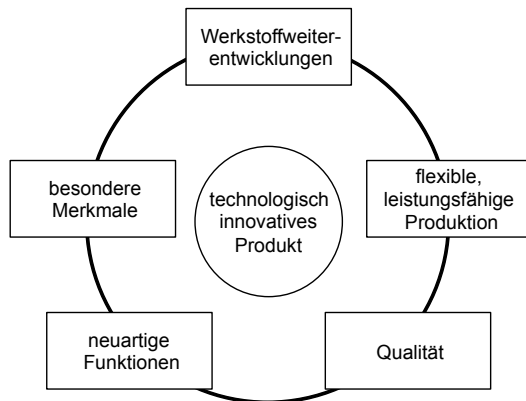 Werkstoffweiter-
entwicklungen
besondere
Merkmale
technologisch
innovatives
Produkt
flexible,
leistungsfähige
Produktion
neuartige
Funktionen
Qualität